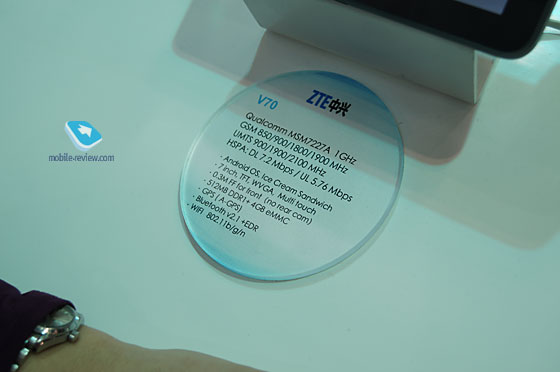 V70 ZTE中兴
Qualcomm MSM7227A 1GHz
GSM 850/900/1800/1900 MHz
UMTS 900/1900/2100 MHz
HSPA: DL 7.2 Mbps / UL 5.76 Mbps
- Android OS, Ice Cream Sandwich
- 7 inch, TFT, WVGA, Multi touch
- 0.3M FF for front (no rear cam)
- 512MB DDR1+ 4GB eMMC
- GPS (A-GPS)
- Bluetooth v2.1 +EDR
- WiFi 802.11b/g/n
mobile-review.com